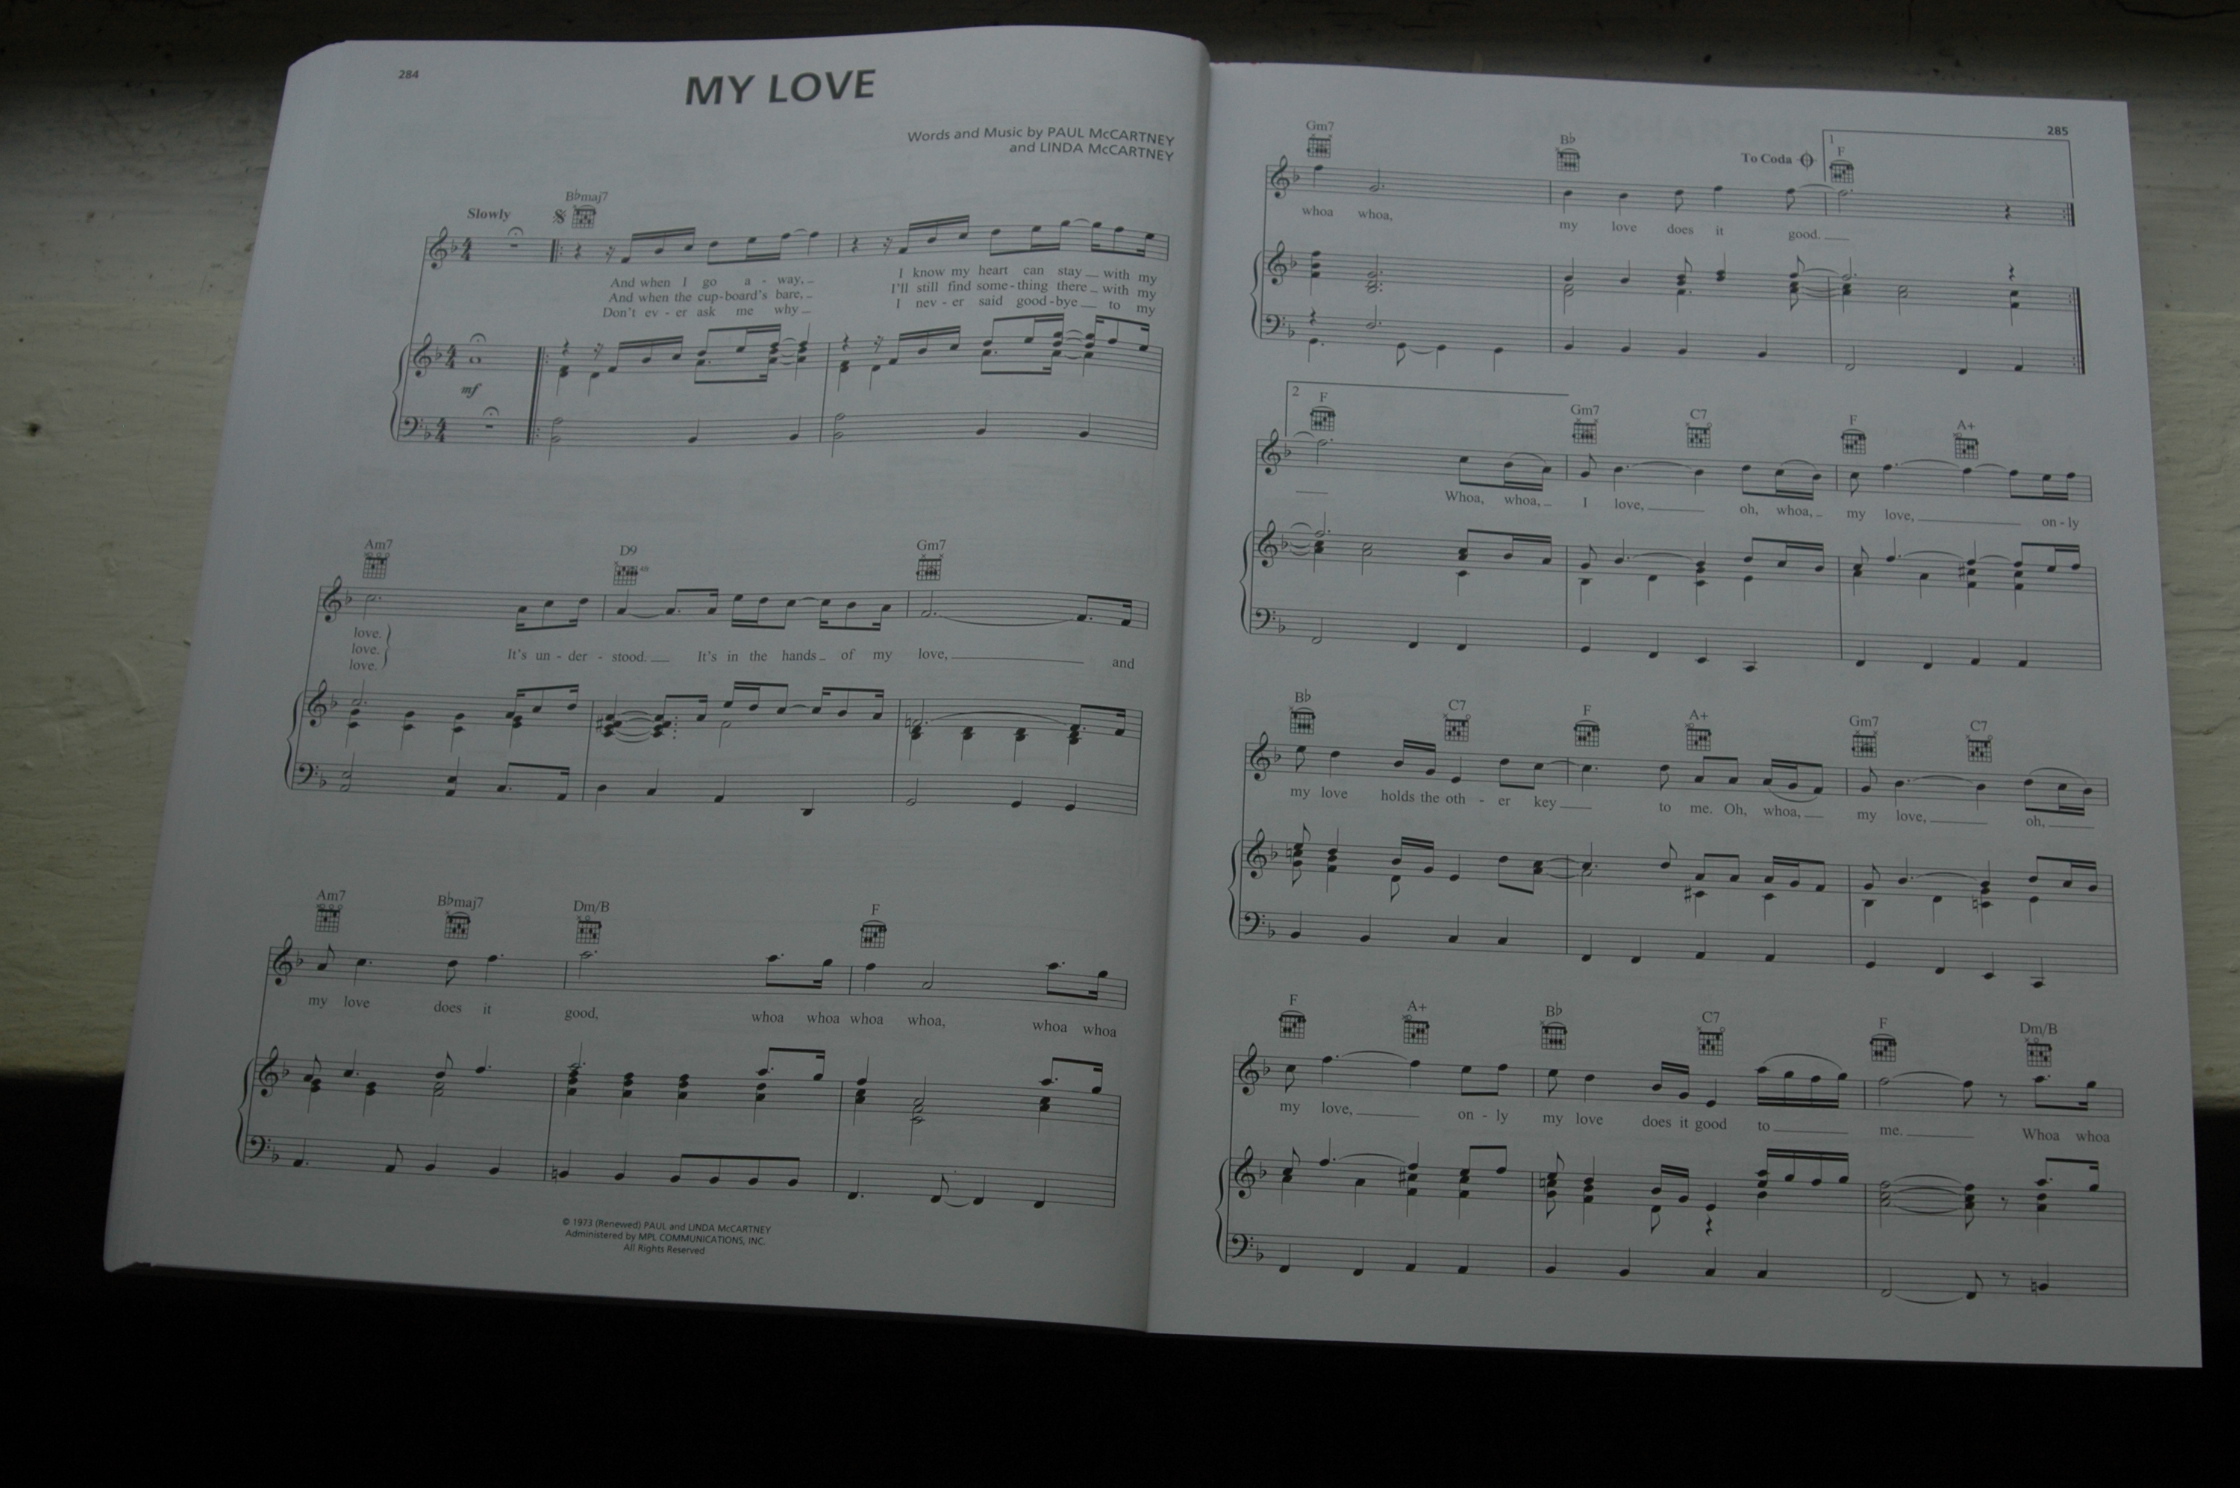 284
MY LOVE
Words and Music by PAUL McCARTNEY
and LINDA McCARTNEY
B♭maj7
Slowly
And when I go a - way, I know my heart can stay with my
And when the cup-board's bare, I'll still find some-thing there with my
Don't ev - er ask me why I nev - er said good-bye to my
mf
Am7 D9 Gm7
love.
love.
love.
It's un - der - stood. It's in the hands of my love, and
Am7 B♭maj7 Dm/B F
my love does it good, whoa whoa whoa whoa, whoa whoa
© 1973 (Renewed) PAUL and LINDA McCARTNEY
Administered by MPL COMMUNICATIONS, INC.
All Rights Reserved
285
Gm7 B♭ To Coda 1 F
whoa whoa, my love does it good.
2
F Gm7 C7 F A+
Whoa, whoa, I love, oh, whoa, my love, on - ly
B♭ C7 F A+ Gm7 C7
my love holds the oth - er key to me. Oh, whoa, my love, oh,
F A+ B♭ C7 F Dm/B
my love, on - ly my love does it good to me. Whoa whoa